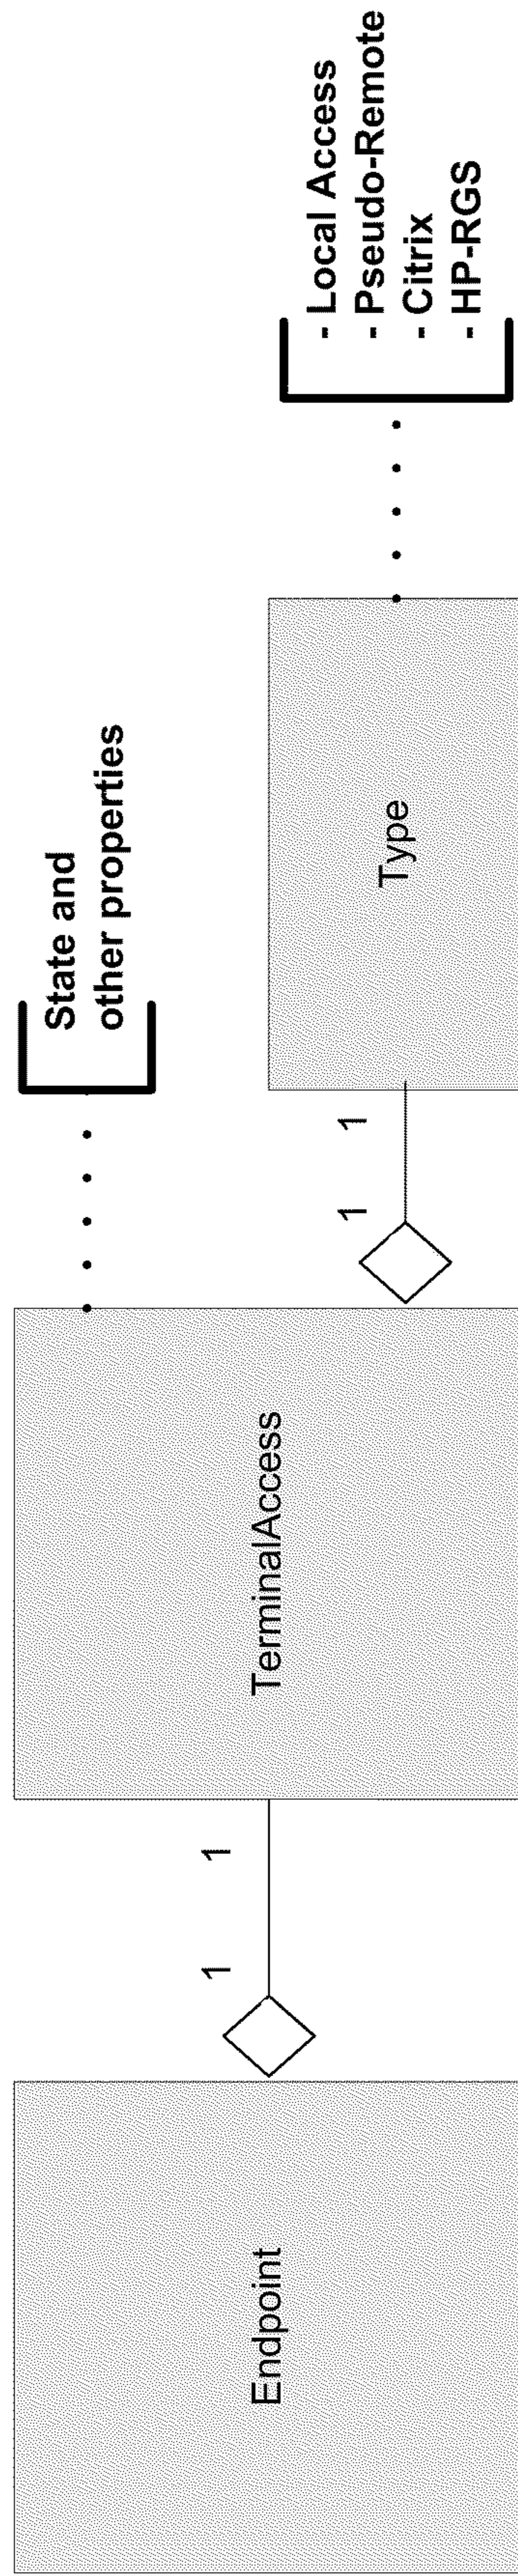 Endpoint
1
1
TerminalAccess
State and
other properties
1
1
Type
- Local Access
- Pseudo-Remote
- Citrix
- HP-RGS